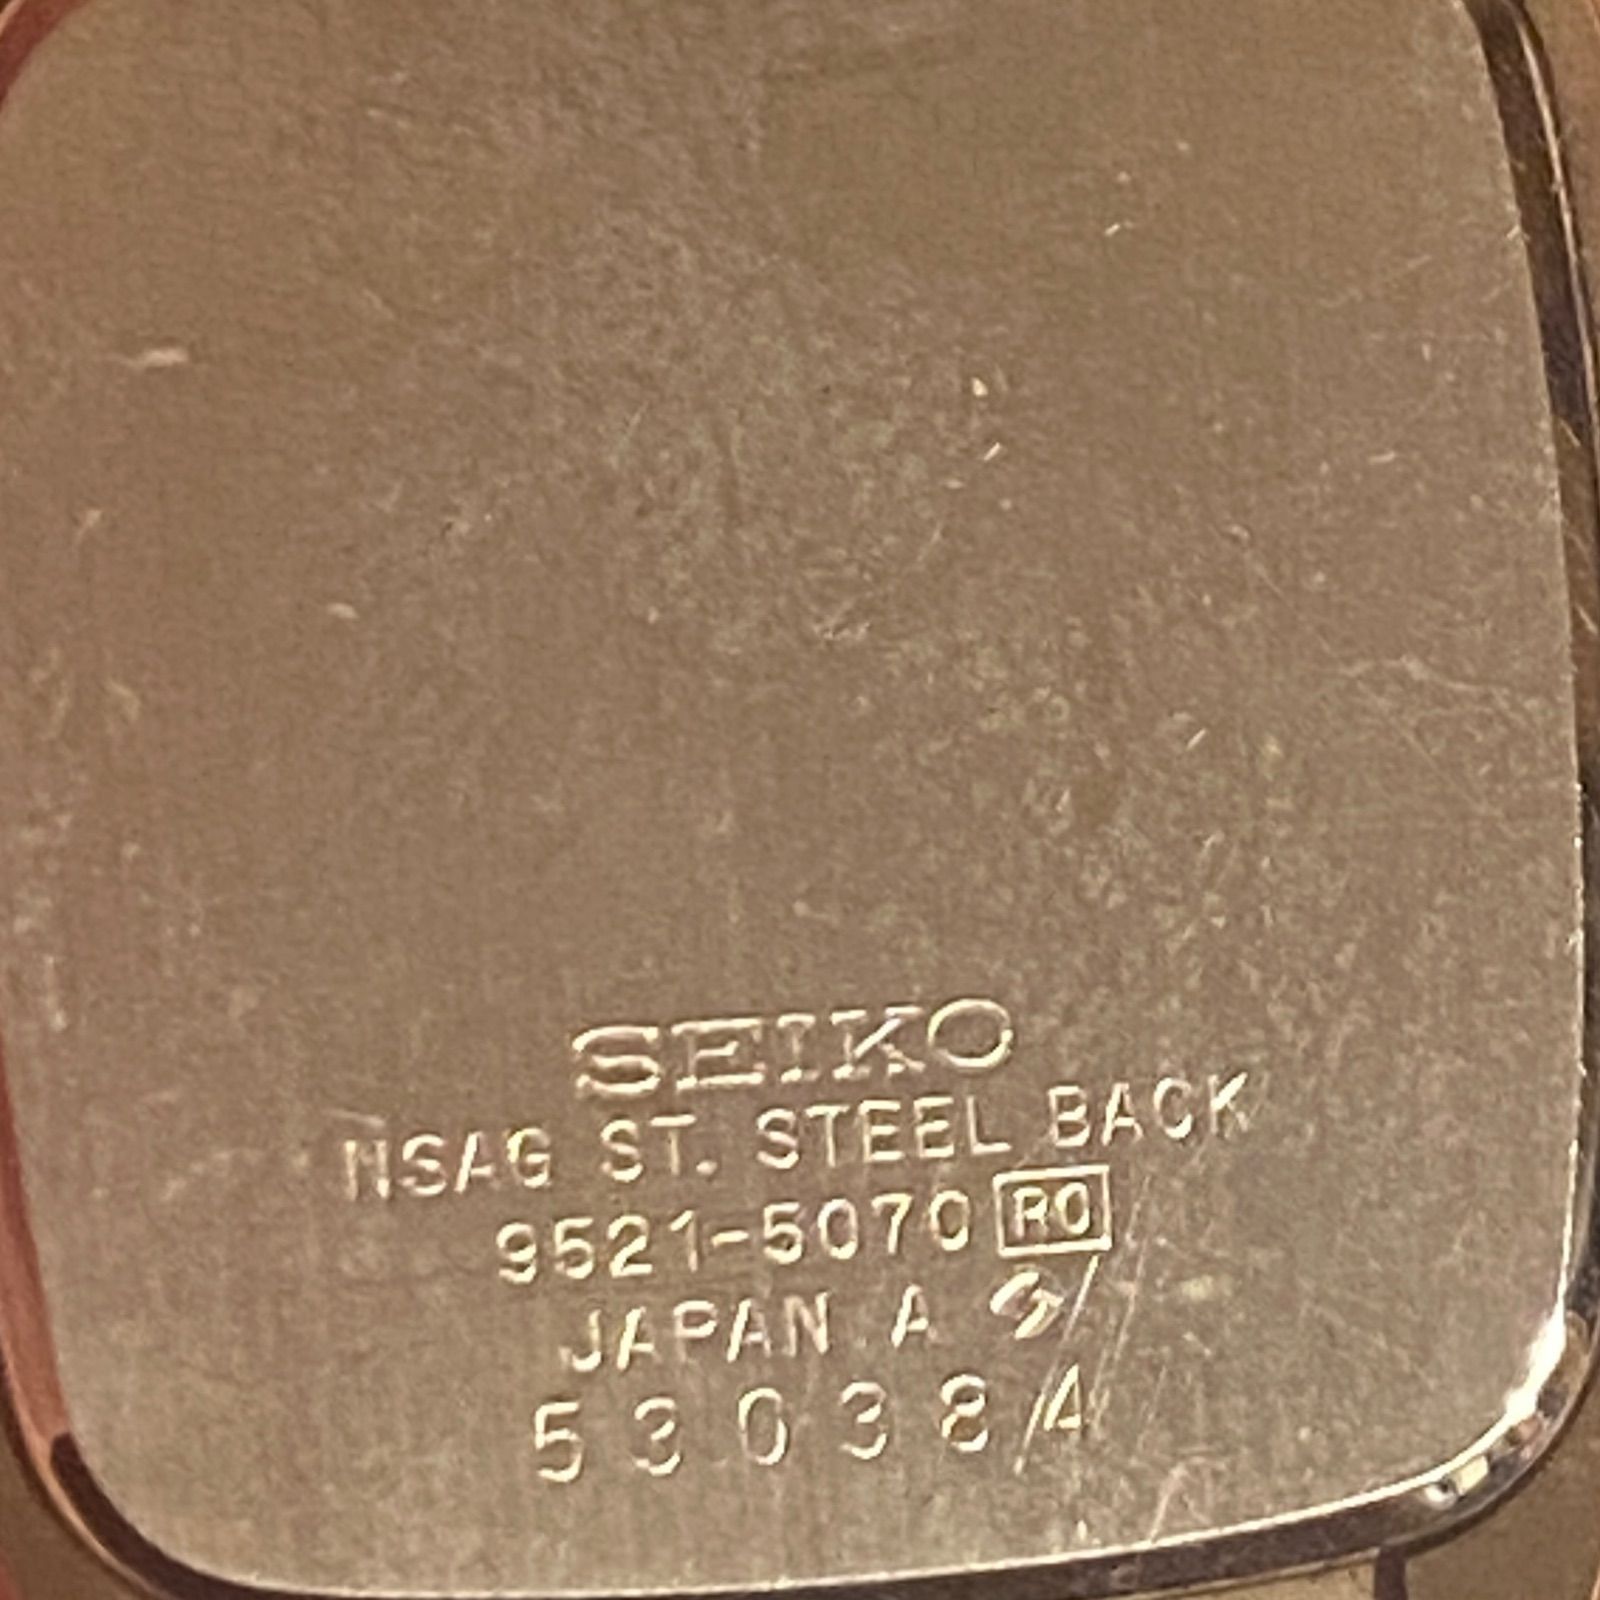 SEIKO
NSAG ST. STEEL BACK
9521-5070 RO
JAPAN A
530384